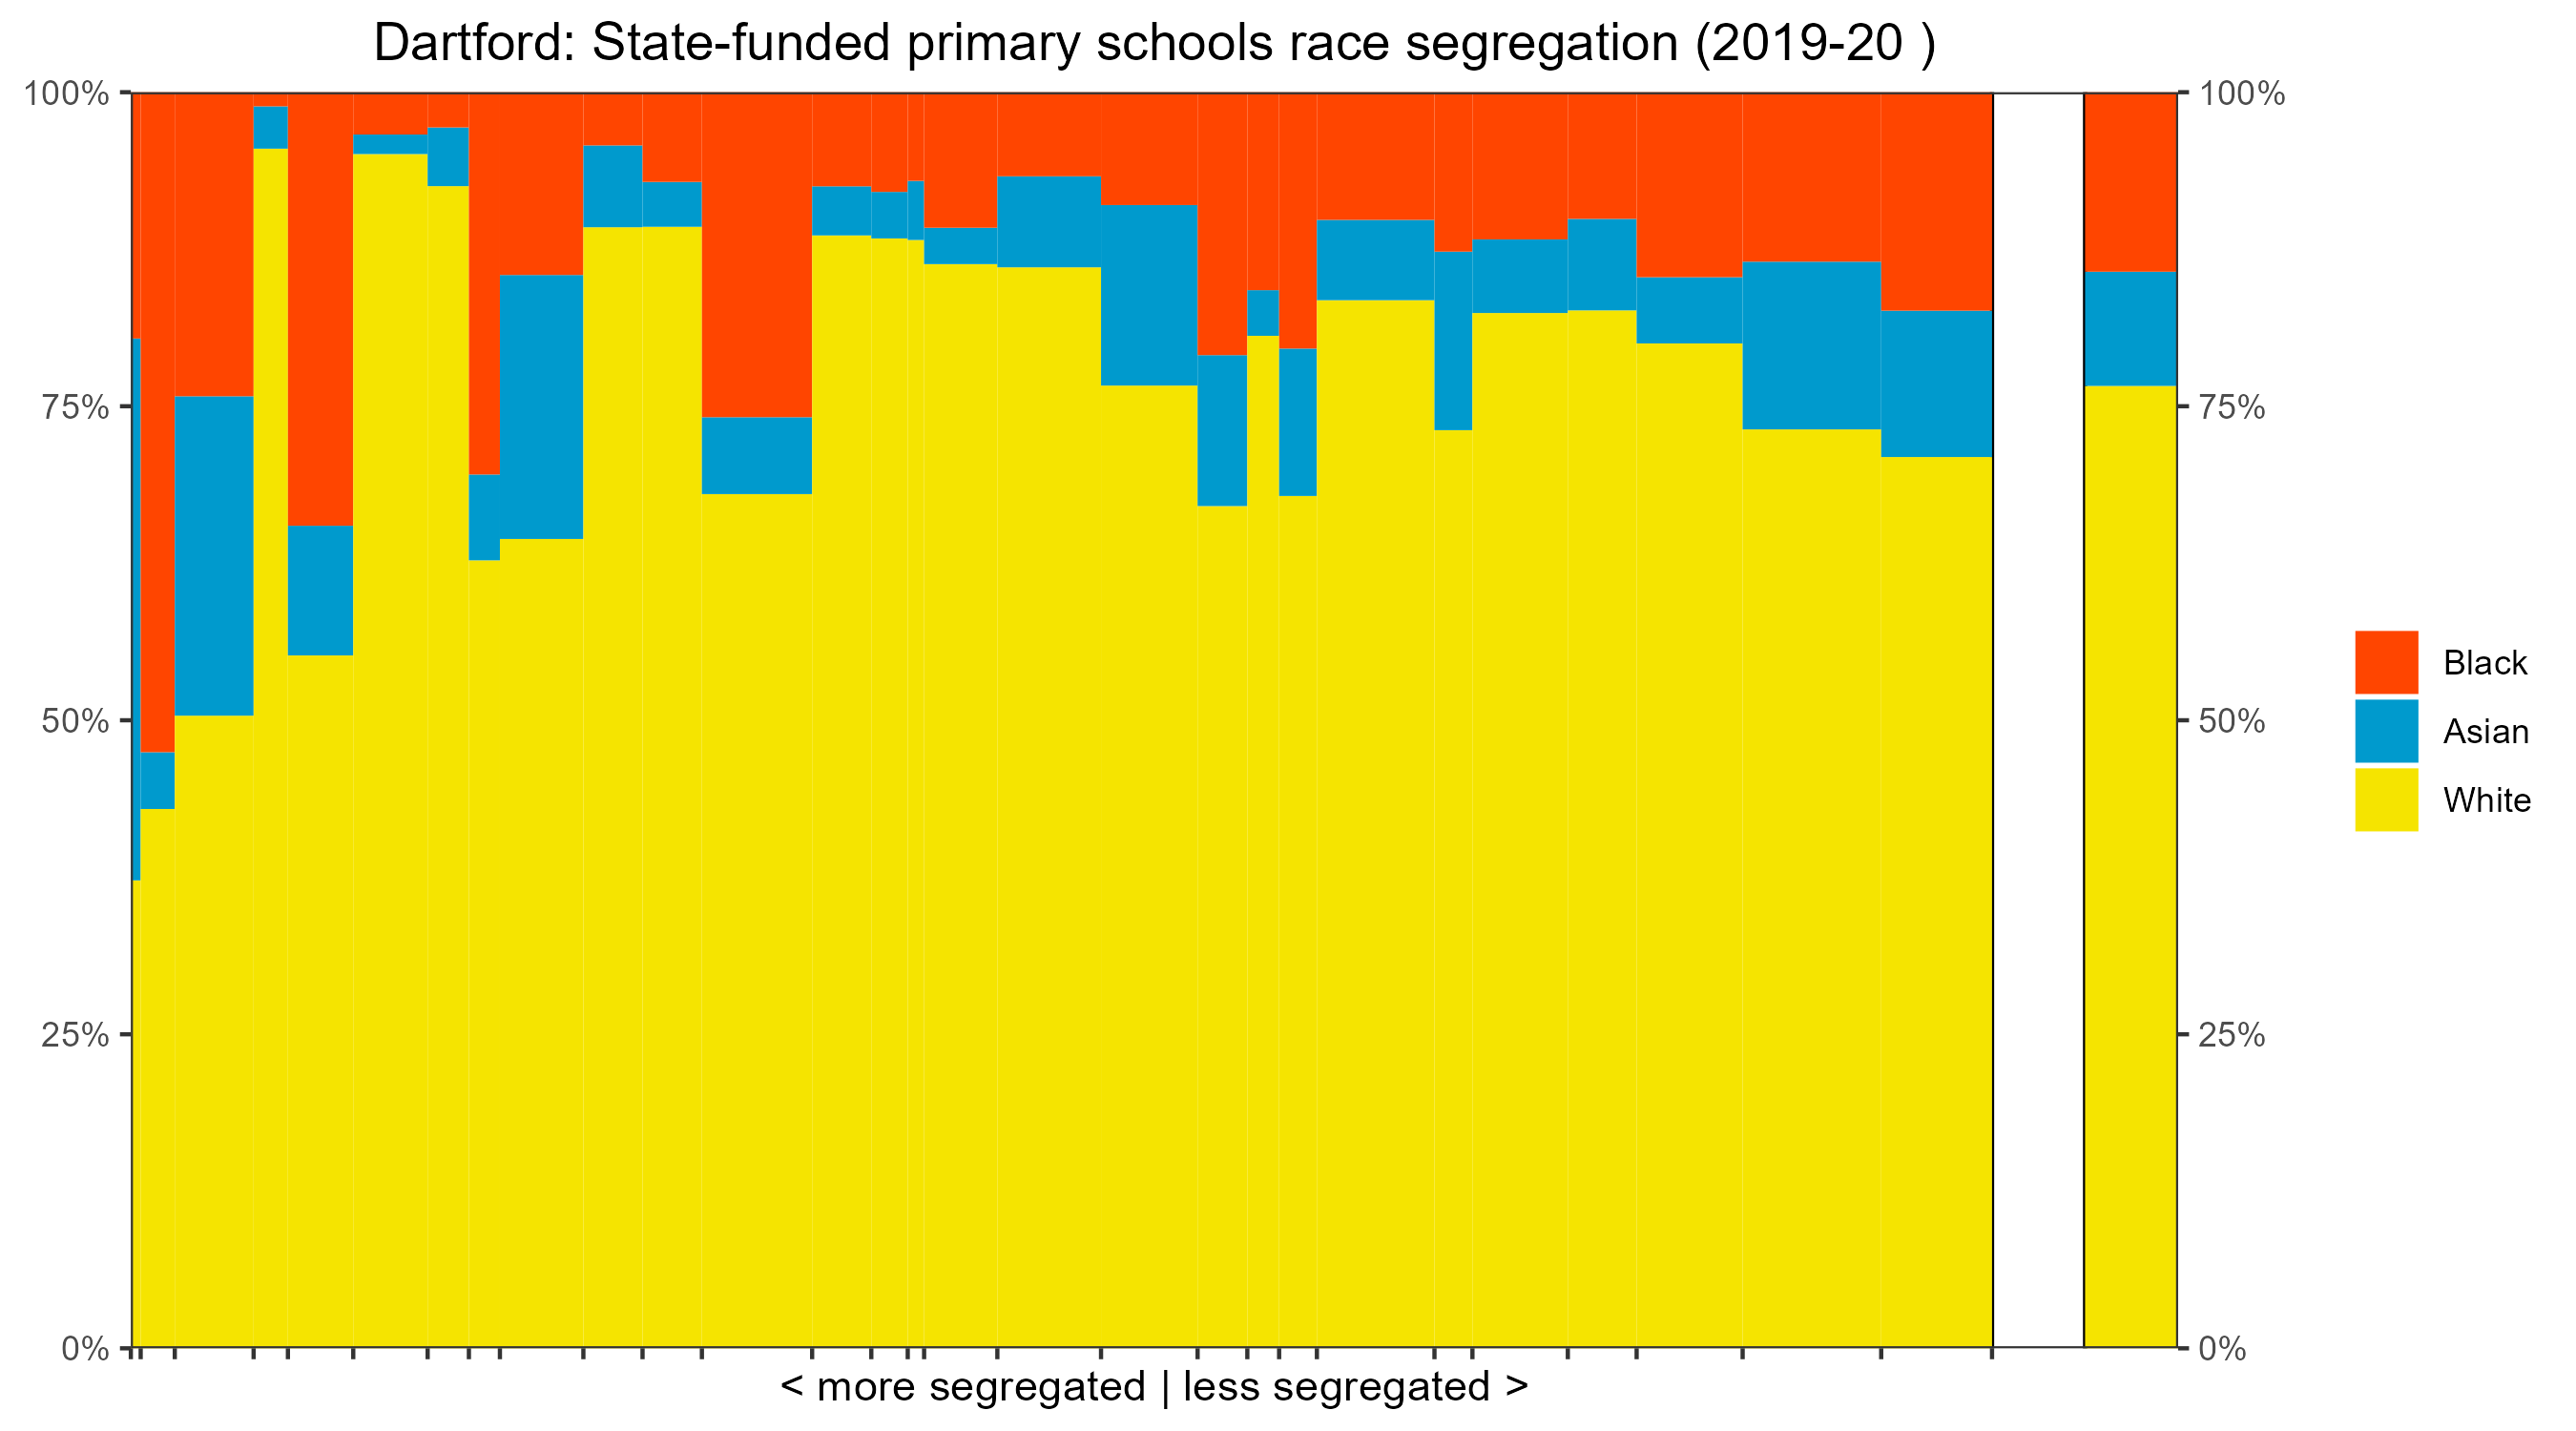 Dartford: State-funded primary schools race segregation (2019-20 )
100%
75%
50%
25%
0%
100%
75%
50%
25%
0%
Black
Asian
White
< more segregated | less segregated >